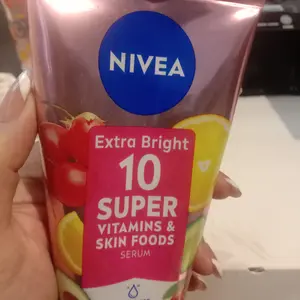 NIVEA
Extra Bright
10
SUPER
VITAMINS &
SKIN FOODS
SERUM